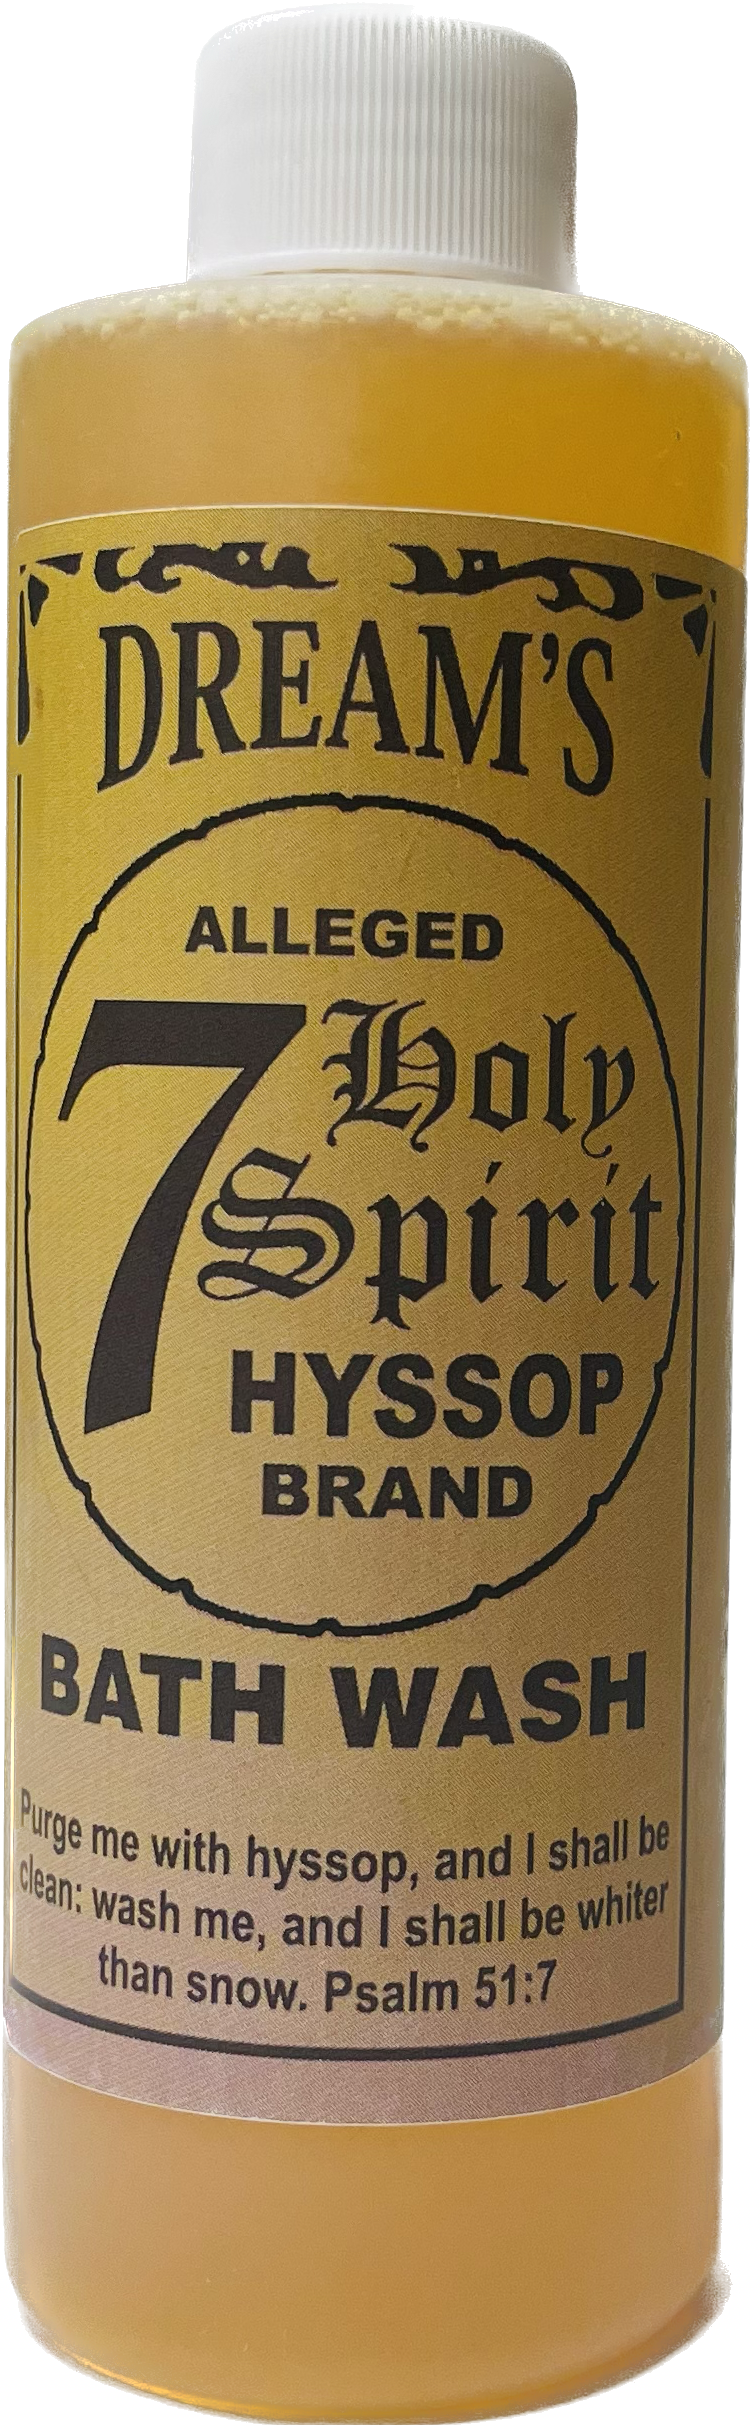 DREAM'S
ALLEGED
7 Holy
Spirit
HYSSOP
BRAND
BATH WASH
Purge me with hyssop, and I shall be
clean: wash me, and I shall be whiter
than snow. Psalm 51:7